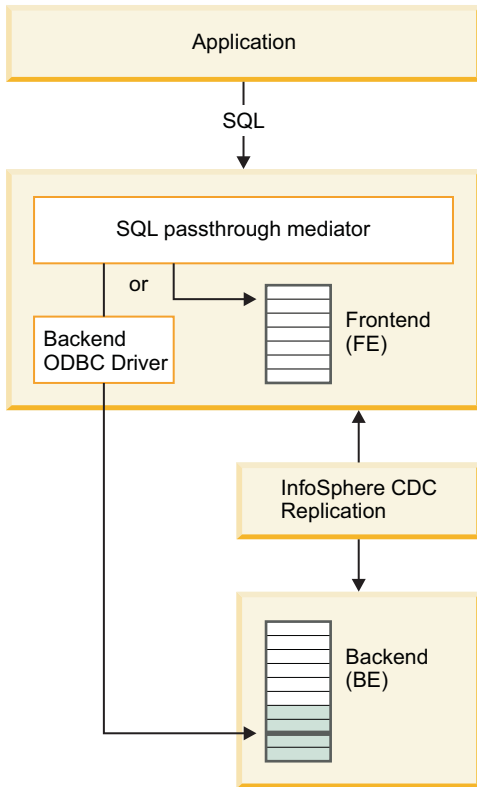 Application
SQL
SQL passthrough mediator
or
Backend
ODBC Driver
Frontend
(FE)
InfoSphere CDC
Replication
Backend
(BE)